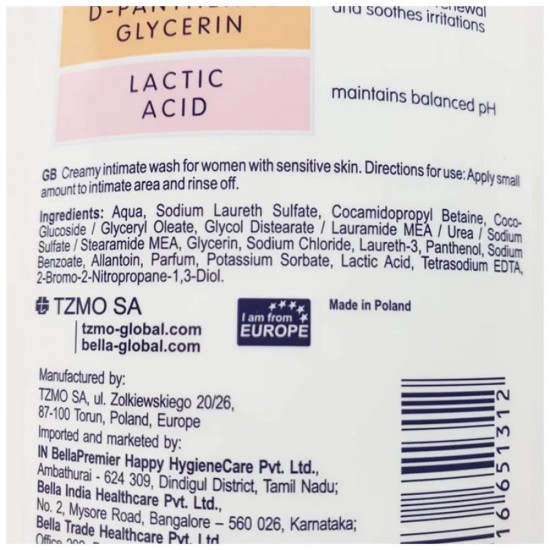 GLYCERIN
and soothes irritations
LACTIC
ACID
maintains balanced pH
GB Creamy intimate wash for women with sensitive skin. Directions for use: Apply small
amount to intimate area and rinse off.
Ingredients: Aqua, Sodium Laureth Sulfate, Cocamidopropyl Betaine, Coco-
Glucoside / Glyceryl Oleate, Glycol Distearate / Lauramide MEA / Urea / Sodium
Sulfate / Stearamide MEA, Glycerin, Sodium Chloride, Laureth-3, Panthenol, Sodium
Benzoate, Allantoin, Parfum, Potassium Sorbate, Lactic Acid, Tetrasodium EDTA,
2-Bromo-2-Nitropropane-1,3-Diol.
TZMO SA
tzmo-global.com
bella-global.com
I am from
EUROPE
Made in Poland
Manufactured by:
TZMO SA, ul. Zolkiewskiego 20/26,
87-100 Torun, Poland, Europe
Imported and marketed by:
IN BellaPremier Happy HygieneCare Pvt. Ltd.,
Ambathurai - 624 309, Dindigul District, Tamil Nadu;
Bella India Healthcare Pvt. Ltd.,
No. 2, Mysore Road, Bangalore – 560 026, Karnataka;
Bella Trade Healthcare Pvt. Ltd.
16651312